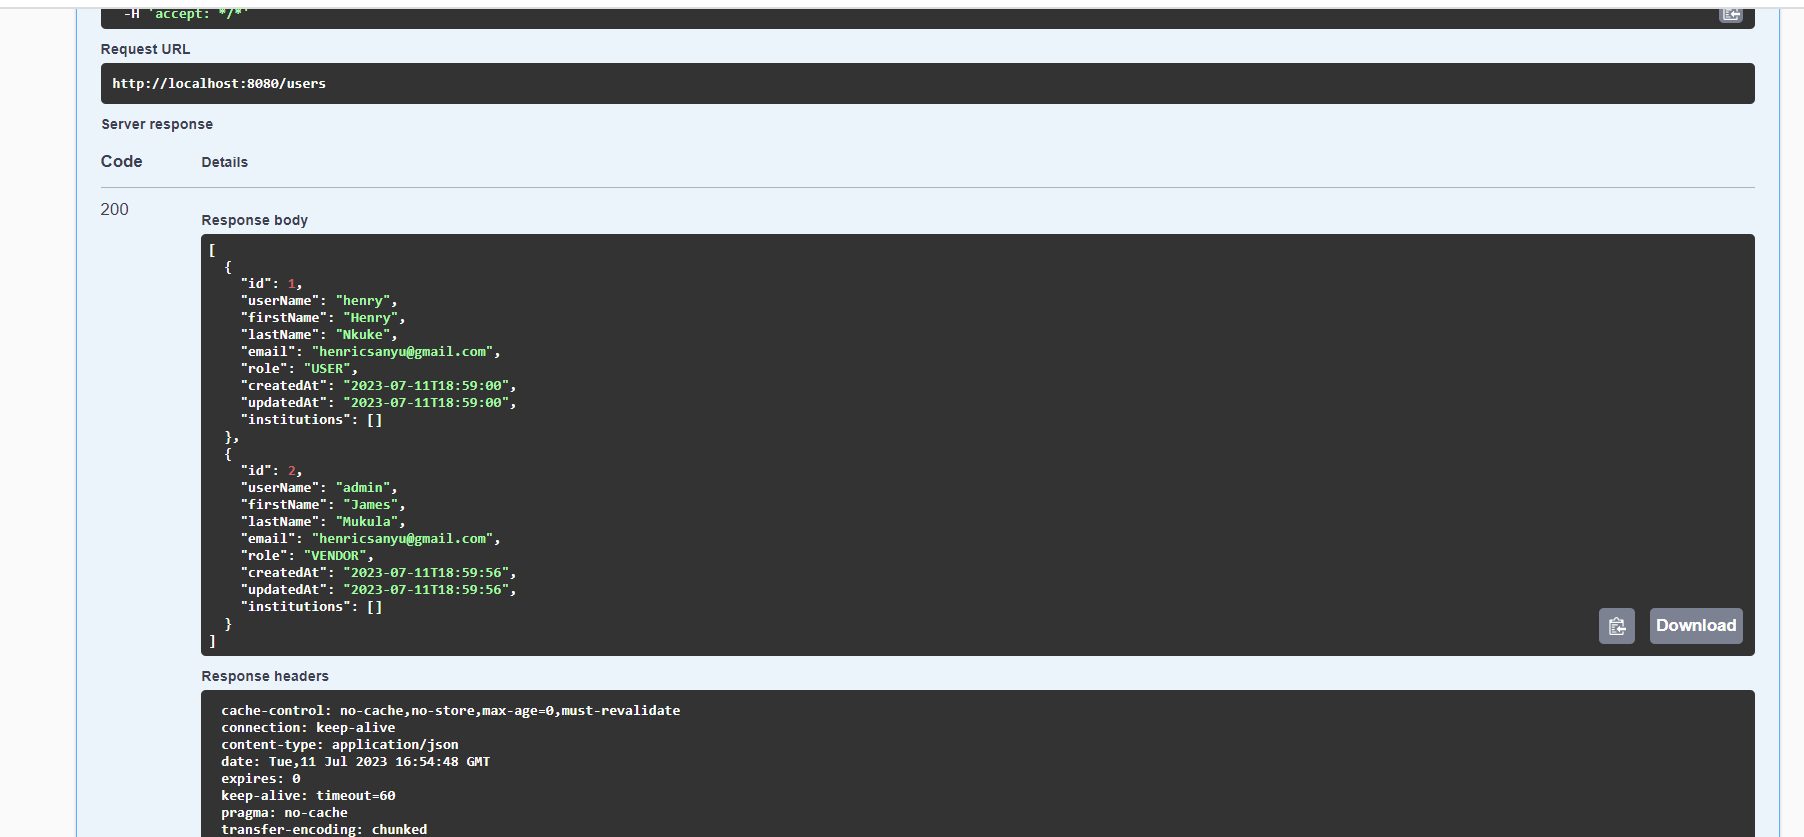 -H 'accept: */*'
Request URL
http://localhost:8080/users
Server response
Code Details
200
Response body
[
  {
    "id": 1,
    "userName": "henry",
    "firstName": "Henry",
    "lastName": "Nkuke",
    "email": "henricsanyu@gmail.com",
    "role": "USER",
    "createdAt": "2023-07-11T18:59:00",
    "updatedAt": "2023-07-11T18:59:00",
    "institutions": []
  },
  {
    "id": 2,
    "userName": "admin",
    "firstName": "James",
    "lastName": "Mukula",
    "email": "henricsanyu@gmail.com",
    "role": "VENDOR",
    "createdAt": "2023-07-11T18:59:56",
    "updatedAt": "2023-07-11T18:59:56",
    "institutions": []
  }
]
Download
Response headers
cache-control: no-cache,no-store,max-age=0,must-revalidate
connection: keep-alive
content-type: application/json
date: Tue,11 Jul 2023 16:54:48 GMT
expires: 0
keep-alive: timeout=60
pragma: no-cache
transfer-encoding: chunked